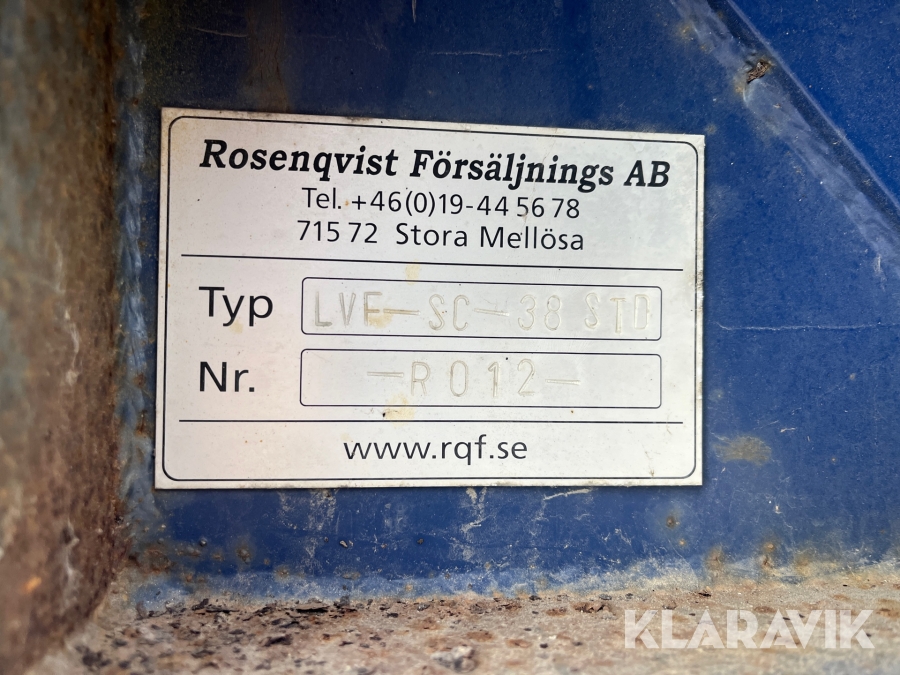 Rosenqvist Försäljnings AB
Tel. +46(0)19-44 56 78
715 72 Stora Mellösa
Typ LVF-SC-38 STD
Nr. -R012-
www.rqf.se
KLARAVIK